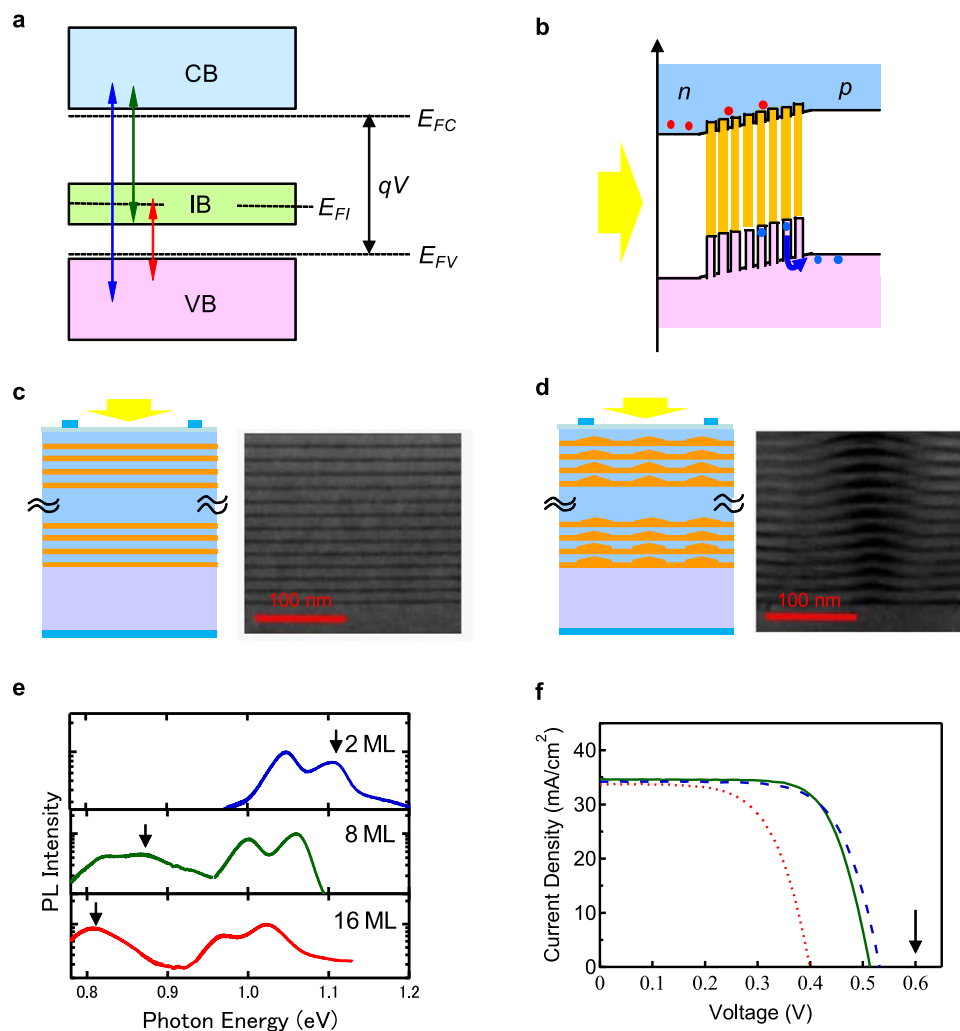 a
CB
E_FC
qV
IB
E_FI
E_FV
VB
b
n
p
c
100 nm
d
100 nm
e
2 ML
8 ML
16 ML
PL Intensity
0.8 0.9 1.0 1.1 1.2
Photon Energy (eV)
f
Current Density (mA/cm²)
40
30
20
10
0
0 0.1 0.2 0.3 0.4 0.5 0.6
Voltage (V)